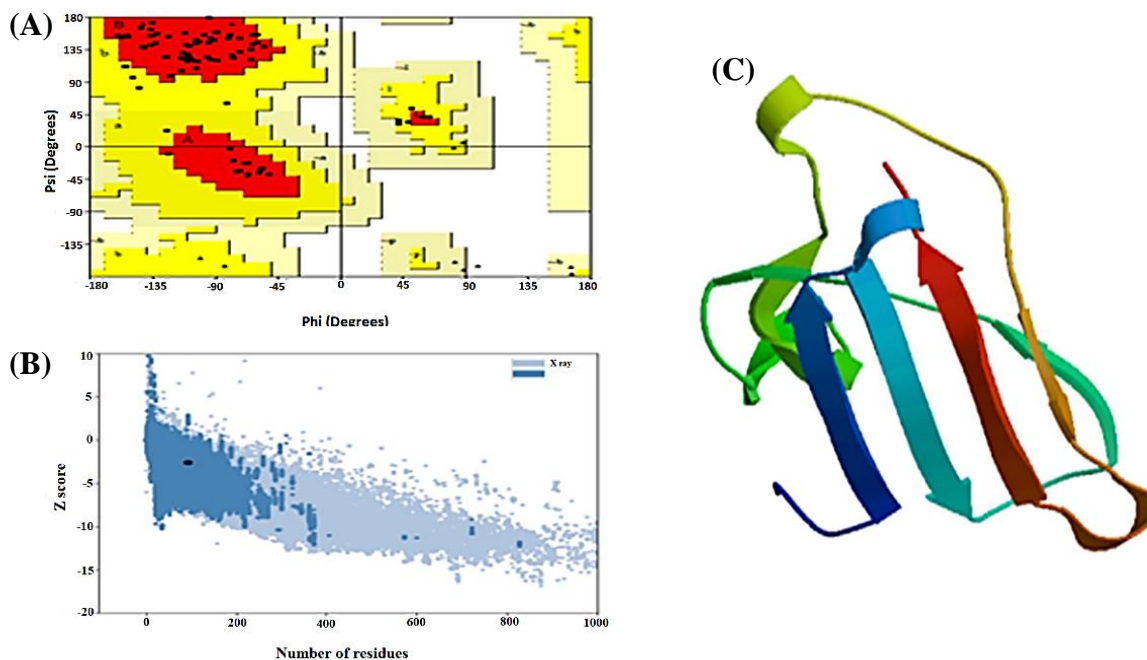 (A)
180
135
90
45
0
-45
-90
-135
Psi (Degrees)
B
A
-180 -135 -90 -45 0 45 90 135 180
Phi (Degrees)
(B)
10
5
0
-5
-10
-15
-20
Z score
X ray
0 200 400 600 800 1000
Number of residues
(C)